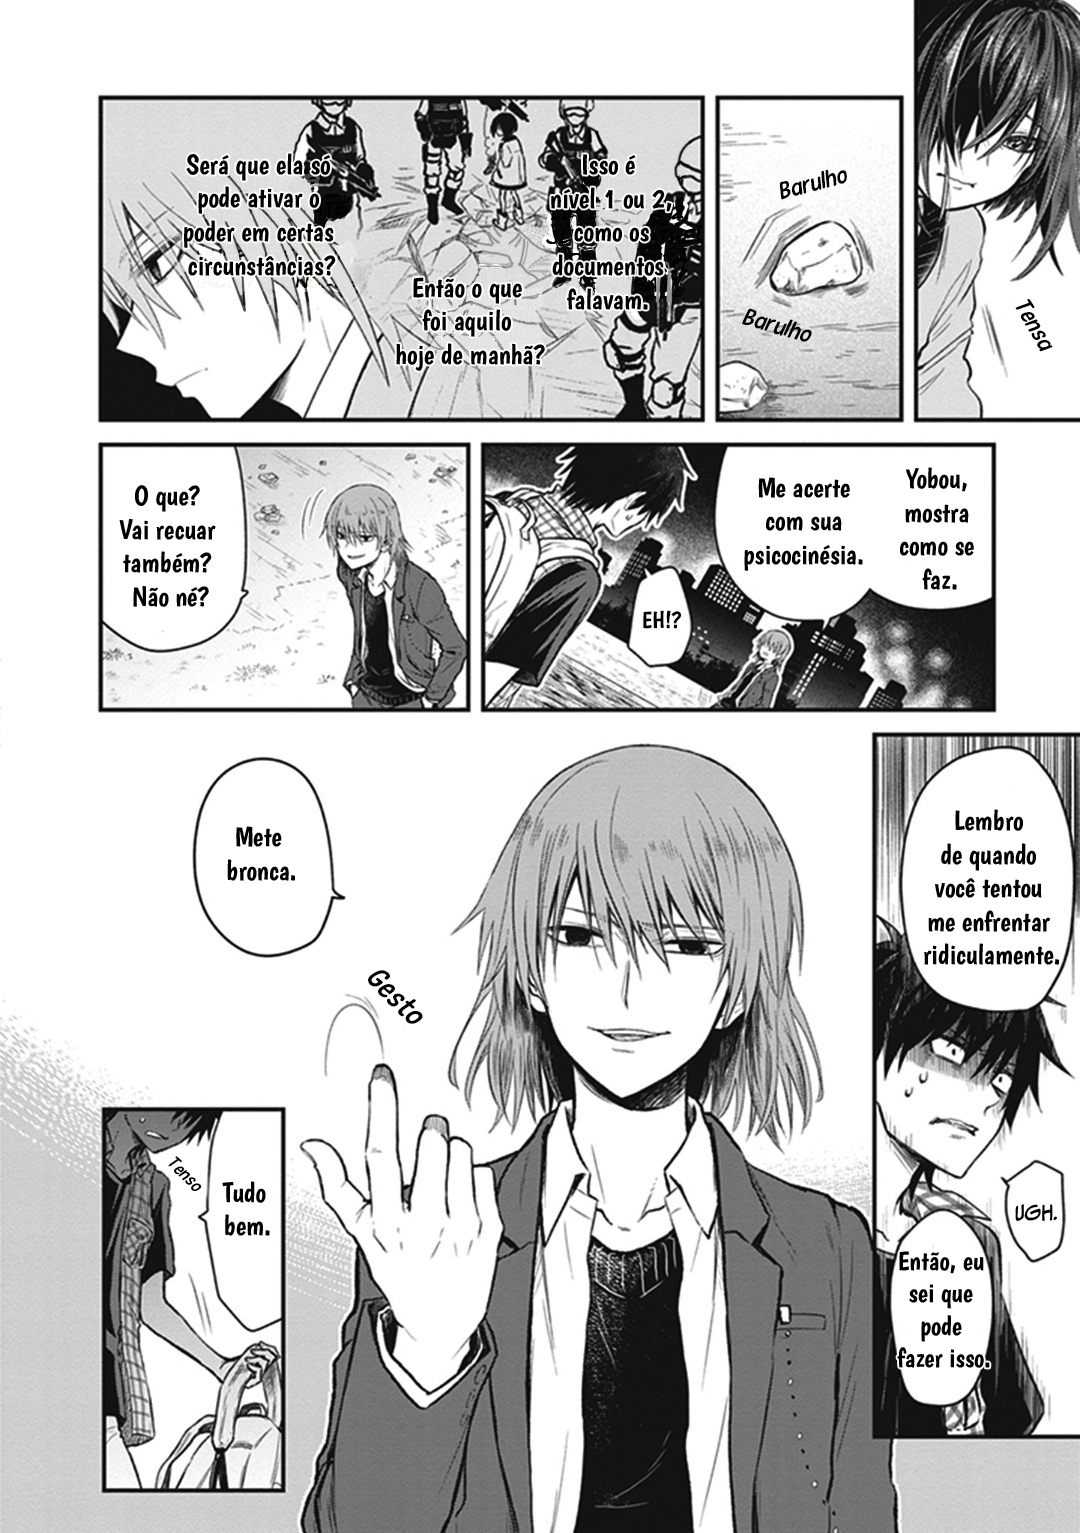 Tensa
Barulho
Barulho
Isso é
nível 1 ou 2,
como os
documentos
falavam.
Então o que
foi aquilo
hoje de manhã?
Será que ela só
pode ativar o
poder em certas
circunstâncias?
Yobou,
mostra
como se
faz.
Me acerte
com sua
psicocinésia.
EH!?
O que?
Vai recuar
também?
Não né?
Lembro
de quando
você tentou
me enfrentar
ridiculamente.
UGH.
Então, eu
sei que
pode
fazer isso.
Mete
bronca.
Gesto
Tudo
bem.
Tenso